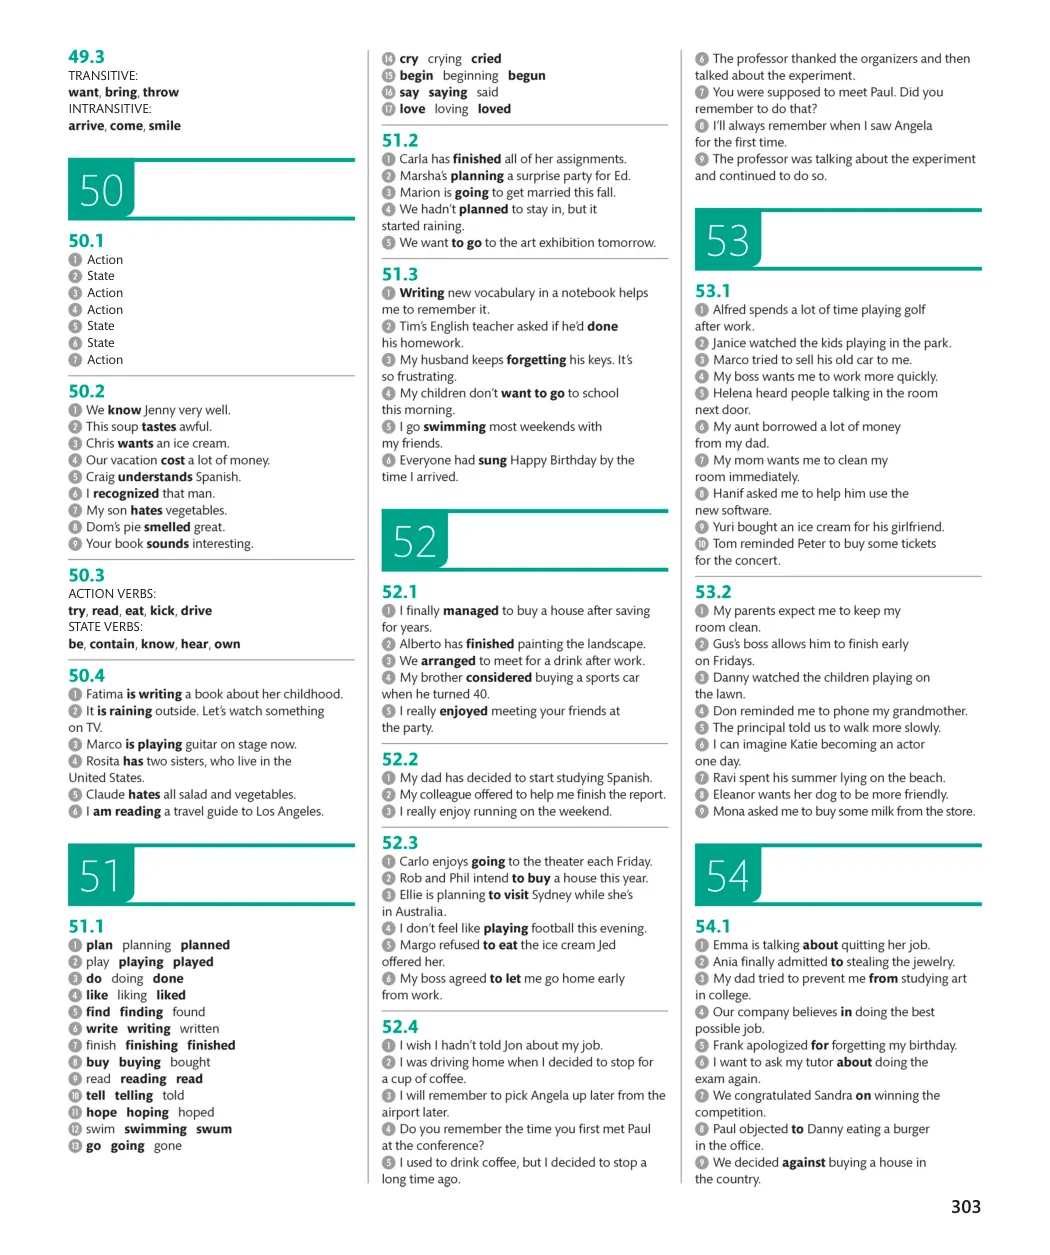 49.3
TRANSITIVE:
want, bring, throw
INTRANSITIVE:
arrive, come, smile
50
50.1
1 Action
2 State
3 Action
4 Action
5 State
6 State
7 Action
50.2
1 We know Jenny very well.
2 This soup tastes awful.
3 Chris wants an ice cream.
4 Our vacation cost a lot of money.
5 Craig understands Spanish.
6 I recognized that man.
7 My son hates vegetables.
8 Dom's pie smelled great.
9 Your book sounds interesting.
50.3
ACTION VERBS:
try, read, eat, kick, drive
STATE VERBS:
be, contain, know, hear, own
50.4
1 Fatima is writing a book about her childhood.
2 It is raining outside. Let's watch something
on TV.
3 Marco is playing guitar on stage now.
4 Rosita has two sisters, who live in the
United States.
5 Claude hates all salad and vegetables.
6 I am reading a travel guide to Los Angeles.
51
51.1
1 plan planning planned
2 play playing played
3 do doing done
4 like liking liked
5 find finding found
6 write writing written
7 finish finishing finished
8 buy buying bought
9 read reading read
10 tell telling told
11 hope hoping hoped
12 swim swimming swum
13 go going gone
14 cry crying cried
15 begin beginning begun
16 say saying said
17 love loving loved
51.2
1 Carla has finished all of her assignments.
2 Marsha's planning a surprise party for Ed.
3 Marion is going to get married this fall.
4 We hadn't planned to stay in, but it
started raining.
5 We want to go to the art exhibition tomorrow.
51.3
1 Writing new vocabulary in a notebook helps
me to remember it.
2 Tim's English teacher asked if he'd done
his homework.
3 My husband keeps forgetting his keys. It's
so frustrating.
4 My children don't want to go to school
this morning.
5 I go swimming most weekends with
my friends.
6 Everyone had sung Happy Birthday by the
time I arrived.
52
52.1
1 I finally managed to buy a house after saving
for years.
2 Alberto has finished painting the landscape.
3 We arranged to meet for a drink after work.
4 My brother considered buying a sports car
when he turned 40.
5 I really enjoyed meeting your friends at
the party.
52.2
1 My dad has decided to start studying Spanish.
2 My colleague offered to help me finish the report.
3 I really enjoy running on the weekend.
52.3
1 Carlo enjoys going to the theater each Friday.
2 Rob and Phil intend to buy a house this year.
3 Ellie is planning to visit Sydney while she's
in Australia.
4 I don't feel like playing football this evening.
5 Margo refused to eat the ice cream Jed
offered her.
6 My boss agreed to let me go home early
from work.
52.4
1 I wish I hadn't told Jon about my job.
2 I was driving home when I decided to stop for
a cup of coffee.
3 I will remember to pick Angela up later from the
airport later.
4 Do you remember the time you first met Paul
at the conference?
5 I used to drink coffee, but I decided to stop a
long time ago.
6 The professor thanked the organizers and then
talked about the experiment.
7 You were supposed to meet Paul. Did you
remember to do that?
8 I'll always remember when I saw Angela
for the first time.
9 The professor was talking about the experiment
and continued to do so.
53
53.1
1 Alfred spends a lot of time playing golf
after work.
2 Janice watched the kids playing in the park.
3 Marco tried to sell his old car to me.
4 My boss wants me to work more quickly.
5 Helena heard people talking in the room
next door.
6 My aunt borrowed a lot of money
from my dad.
7 My mom wants me to clean my
room immediately.
8 Hanif asked me to help him use the
new software.
9 Yuri bought an ice cream for his girlfriend.
10 Tom reminded Peter to buy some tickets
for the concert.
53.2
1 My parents expect me to keep my
room clean.
2 Gus's boss allows him to finish early
on Fridays.
3 Danny watched the children playing on
the lawn.
4 Don reminded me to phone my grandmother.
5 The principal told us to walk more slowly.
6 I can imagine Katie becoming an actor
one day.
7 Ravi spent his summer lying on the beach.
8 Eleanor wants her dog to be more friendly.
9 Mona asked me to buy some milk from the store.
54
54.1
1 Emma is talking about quitting her job.
2 Ania finally admitted to stealing the jewelry.
3 My dad tried to prevent me from studying art
in college.
4 Our company believes in doing the best
possible job.
5 Frank apologized for forgetting my birthday.
6 I want to ask my tutor about doing the
exam again.
7 We congratulated Sandra on winning the
competition.
8 Paul objected to Danny eating a burger
in the office.
9 We decided against buying a house in
the country.
303